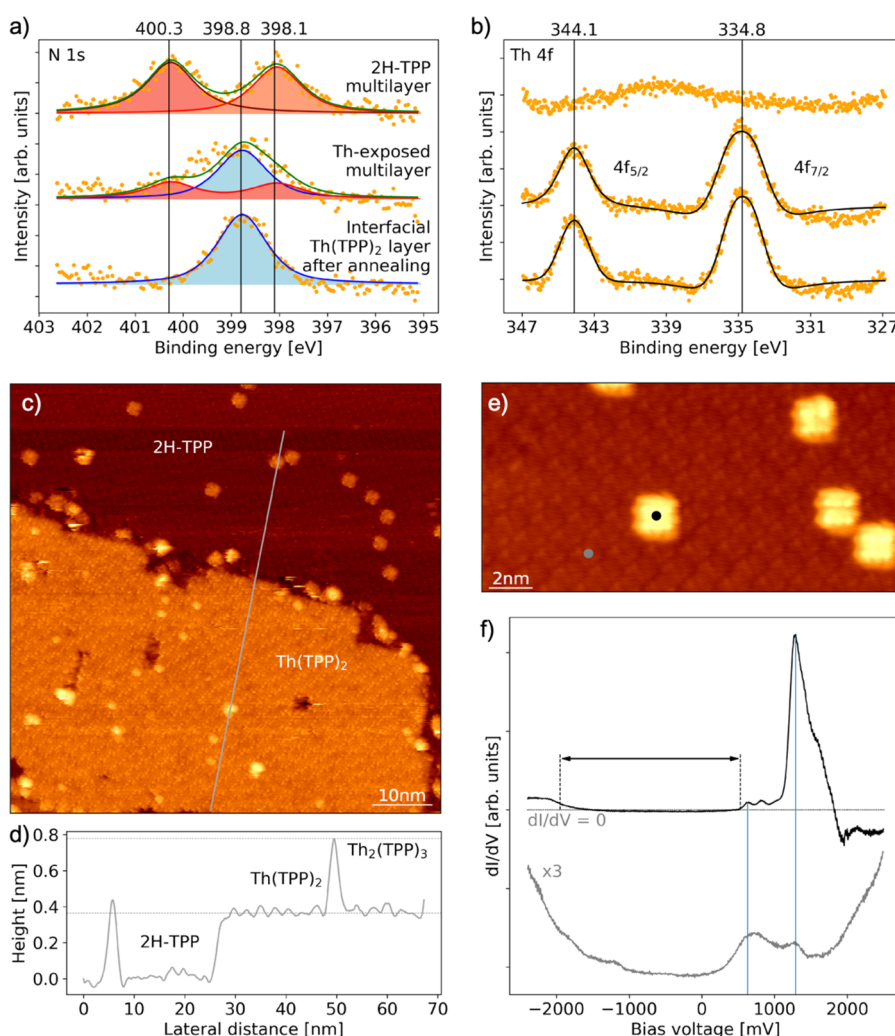 a)
400.3
398.8
398.1
N 1s
2H-TPP
multilayer
Th-exposed
multilayer
Interfacial
Th(TPP)₂ layer
after annealing
Intensity [arb. units]
403 402 401 400 399 398 397 396 395
Binding energy [eV]
b)
344.1
334.8
Th 4f
4f5/2
4f7/2
Intensity [arb. units]
347 343 339 335 331 327
Binding energy [eV]
c)
2H-TPP
Th(TPP)₂
10nm
d)
0.8
0.6
0.4
0.2
0.0
Height [nm]
Th₂(TPP)₃
Th(TPP)₂
2H-TPP
0 10 20 30 40 50 60 70
Lateral distance [nm]
e)
2nm
f)
dI/dV = 0
x3
dI/dV [arb. units]
−2000 −1000 0 1000 2000
Bias voltage [mV]